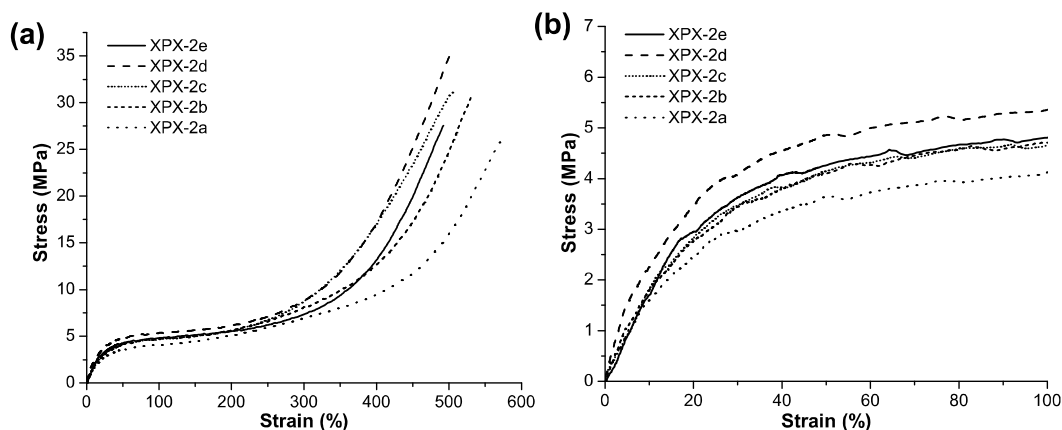 (a)
XPX-2e
XPX-2d
XPX-2c
XPX-2b
XPX-2a
35
30
25
20
15
10
5
0
Stress (MPa)
0 100 200 300 400 500 600
Strain (%)
(b)
XPX-2e
XPX-2d
XPX-2c
XPX-2b
XPX-2a
7
6
5
4
3
2
1
0
Stress (MPa)
0 20 40 60 80 100
Strain (%)